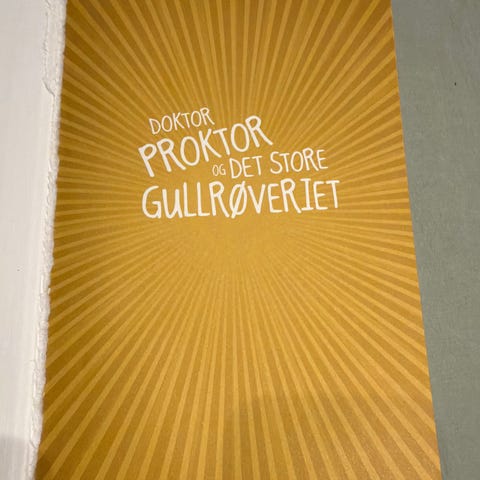 DOKTOR
PROKTOR
OG DET STORE
GULLRØVERIET